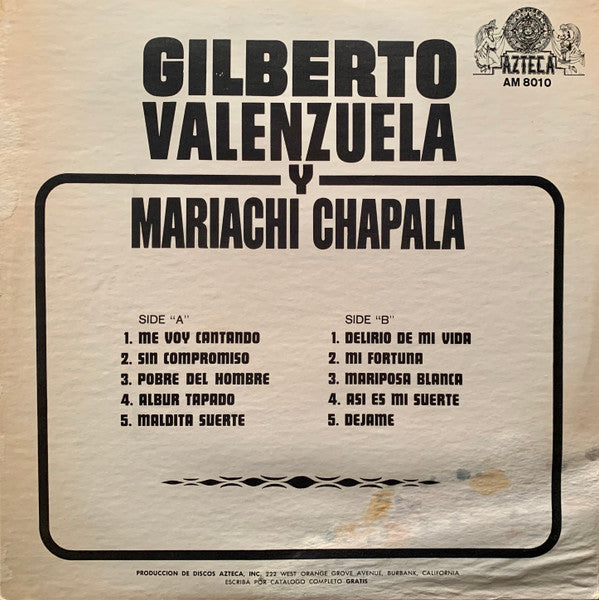 GILBERTO
VALENZUELA
Y
MARIACHI CHAPALA
AZTECA
AM 8010
SIDE "A"
1. ME VOY CANTANDO
2. SIN COMPROMISO
3. POBRE DEL HOMBRE
4. ALBUR TAPADO
5. MALDITA SUERTE
SIDE "B"
1. DELIRIO DE MI VIDA
2. MI FORTUNA
3. MARIPOSA BLANCA
4. ASI ES MI SUERTE
5. DEJAME
PRODUCCION DE DISCOS AZTECA, INC. 222 WEST ORANGE GROVE AVENUE, BURBANK, CALIFORNIA
ESCRIBA POR CATALOGO COMPLETO GRATIS